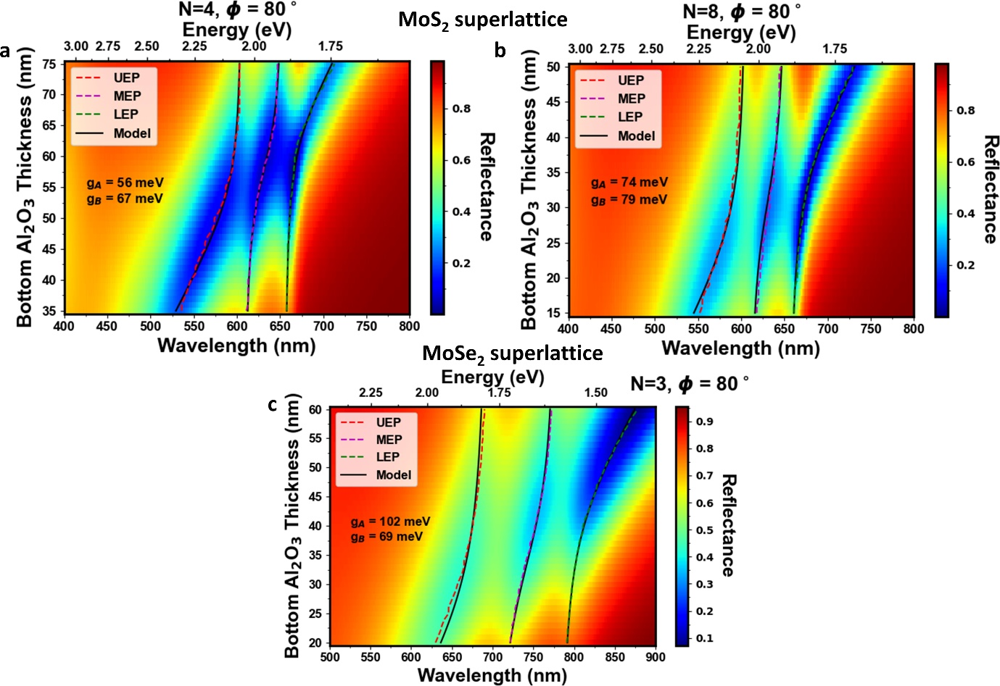 MoS₂ superlattice
a
N=4, ϕ = 80 °
Energy (eV)
3.00 2.75 2.50 2.25 2.00 1.75
Bottom Al₂O₃ Thickness (nm)
75
70
65
60
55
50
45
40
35
UEP
MEP
LEP
Model
g_A = 56 meV
g_B = 67 meV
400 450 500 550 600 650 700 750 800
Wavelength (nm)
0.8
0.6
0.4
0.2
Reflectance
b
N=8, ϕ = 80 °
Energy (eV)
3.00 2.75 2.50 2.25 2.00 1.75
Bottom Al₂O₃ Thickness (nm)
50
45
40
35
30
25
20
15
UEP
MEP
LEP
Model
g_A = 74 meV
g_B = 79 meV
400 450 500 550 600 650 700 750 800
Wavelength (nm)
0.8
0.6
0.4
0.2
Reflectance
MoSe₂ superlattice
c
N=3, ϕ = 80 °
Energy (eV)
2.25 2.00 1.75 1.50
Bottom Al₂O₃ Thickness (nm)
60
55
50
45
40
35
30
25
20
UEP
MEP
LEP
Model
g_A = 102 meV
g_B = 69 meV
500 550 600 650 700 750 800 850 900
Wavelength (nm)
0.9
0.8
0.7
0.6
0.5
0.4
0.3
0.2
0.1
Reflectance